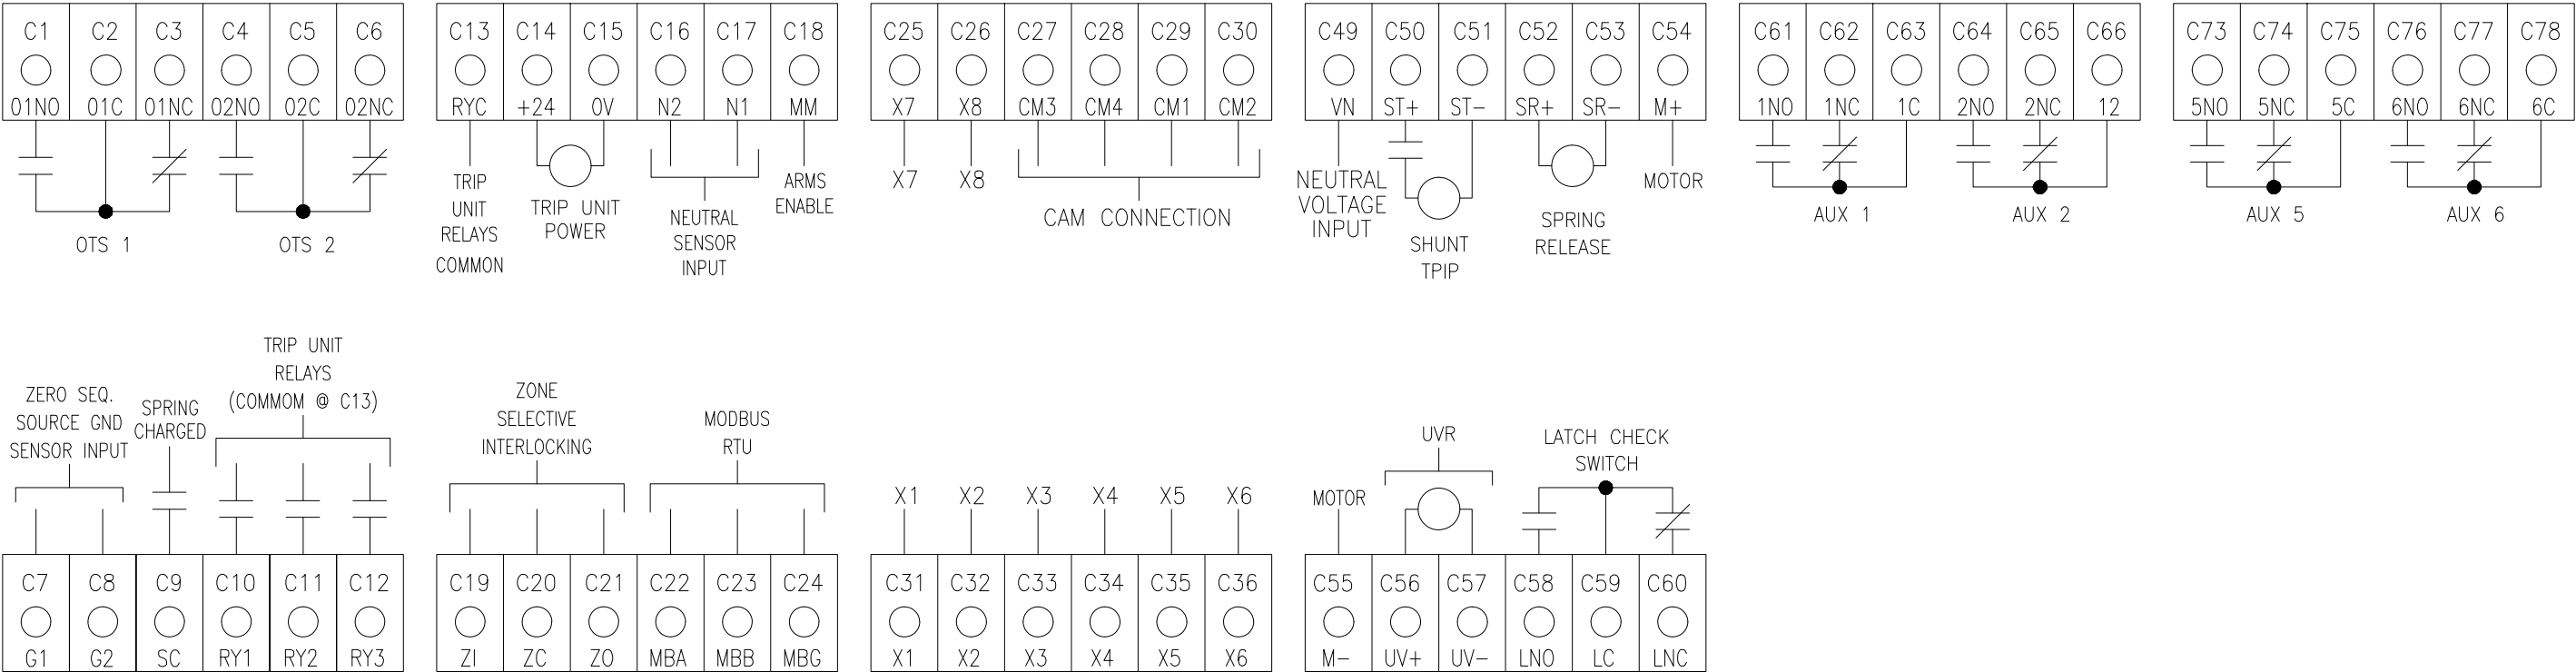 C1 C2 C3 C4 C5 C6
01NO 01C 01NC 02NO 02C 02NC
OTS 1
OTS 2
C13 C14 C15 C16 C17 C18
RYC +24 0V N2 N1 MM
TRIP
UNIT
RELAYS
COMMON
TRIP UNIT
POWER
NEUTRAL
SENSOR
INPUT
ARMS
ENABLE
C25 C26 C27 C28 C29 C30
X7 X8 CM3 CM4 CM1 CM2
X7 X8
CAM CONNECTION
C49 C50 C51 C52 C53 C54
VN ST+ ST- SR+ SR- M+
NEUTRAL
VOLTAGE
INPUT
SHUNT
TPIP
SPRING
RELEASE
MOTOR
C61 C62 C63 C64 C65 C66
1NO 1NC 1C 2NO 2NC 12
AUX 1
AUX 2
C73 C74 C75 C76 C77 C78
5NO 5NC 5C 6NO 6NC 6C
AUX 5
AUX 6
ZERO SEQ.
SOURCE GND
SENSOR INPUT
SPRING
CHARGED
TRIP UNIT
RELAYS
(COMMOM @ C13)
C7 C8 C9 C10 C11 C12
G1 G2 SC RY1 RY2 RY3
ZONE
SELECTIVE
INTERLOCKING
MODBUS
RTU
C19 C20 C21 C22 C23 C24
ZI ZC ZO MBA MBB MBG
X1 X2 X3 X4 X5 X6
C31 C32 C33 C34 C35 C36
X1 X2 X3 X4 X5 X6
MOTOR
UVR
LATCH CHECK
SWITCH
C55 C56 C57 C58 C59 C60
M- UV+ UV- LNO LC LNC